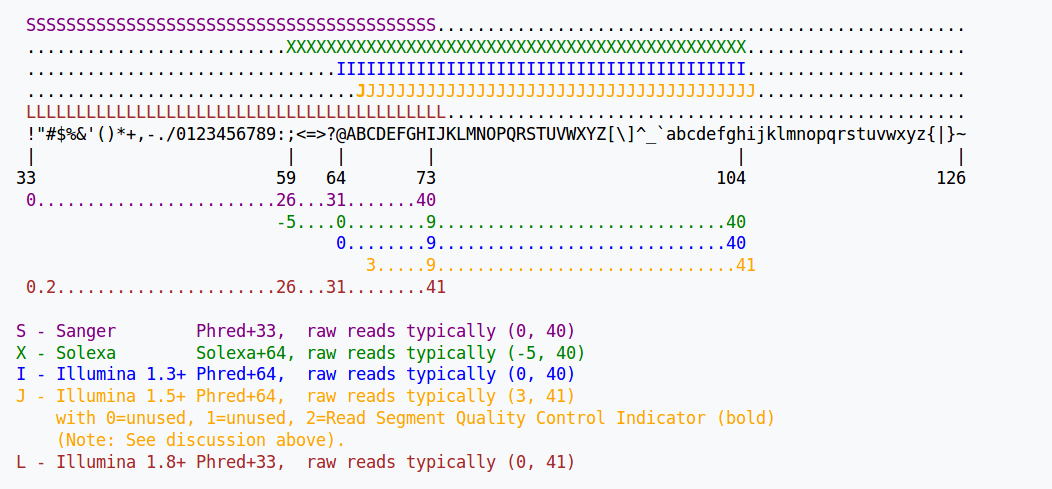 SSSSSSSSSSSSSSSSSSSSSSSSSSSSSSSSSSSSSSSSS.....................................................
..........................XXXXXXXXXXXXXXXXXXXXXXXXXXXXXXXXXXXXXXXXXXXXXX......................
...............................IIIIIIIIIIIIIIIIIIIIIIIIIIIIIIIIIIIIIIIII......................
.................................JJJJJJJJJJJJJJJJJJJJJJJJJJJJJJJJJJJJJJJJ.....................
LLLLLLLLLLLLLLLLLLLLLLLLLLLLLLLLLLLLLLLLLL....................................................
!"#$%&'()*+,-./0123456789:;<=>?@ABCDEFGHIJKLMNOPQRSTUVWXYZ[\]^_`abcdefghijklmnopqrstuvwxyz{|}~
| | | | | |
33 59 64 73 104 126
0........................26...31.......40
-5....0........9.............................40
0........9.............................40
3.....9..............................41
0.2......................26...31........41
S - Sanger Phred+33, raw reads typically (0, 40)
X - Solexa Solexa+64, raw reads typically (-5, 40)
I - Illumina 1.3+ Phred+64, raw reads typically (0, 40)
J - Illumina 1.5+ Phred+64, raw reads typically (3, 41)
with 0=unused, 1=unused, 2=Read Segment Quality Control Indicator (bold)
(Note: See discussion above).
L - Illumina 1.8+ Phred+33, raw reads typically (0, 41)